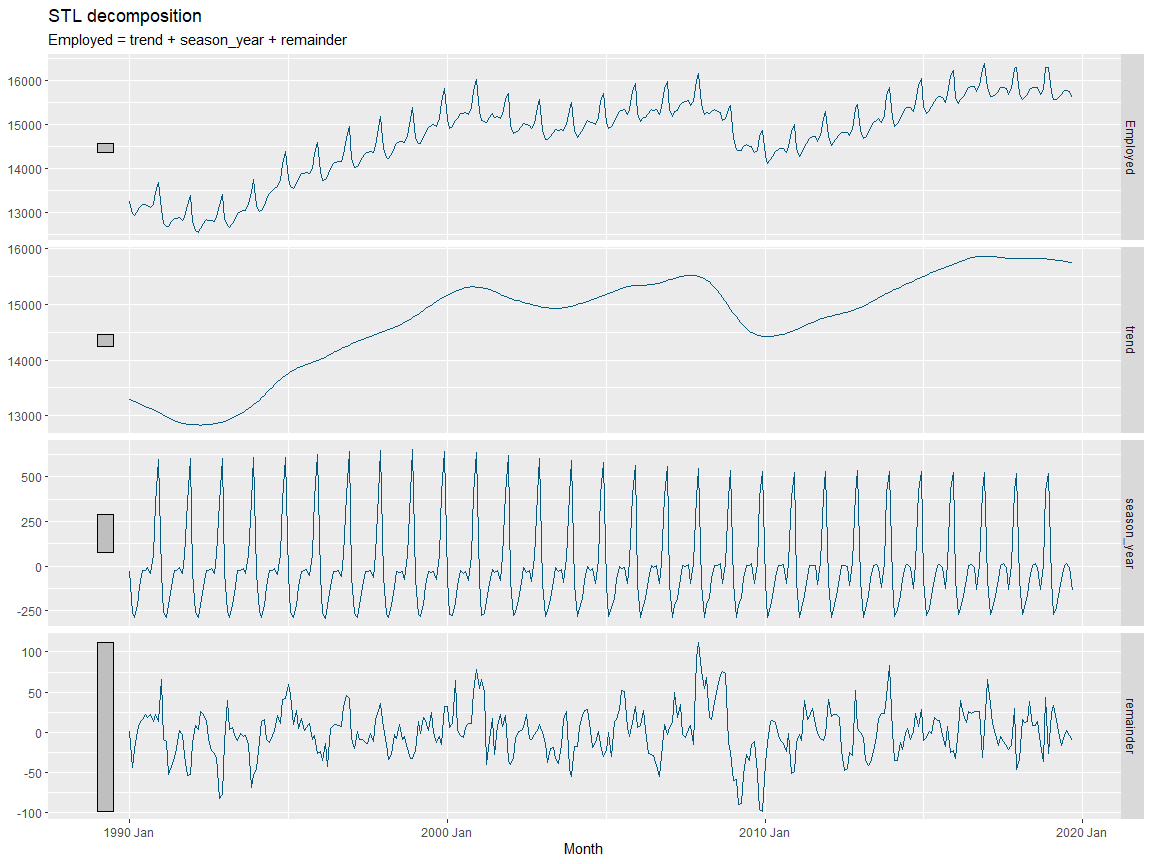 STL decomposition
Employed = trend + season_year + remainder
16000
15000
14000
13000
Employed
16000
15000
14000
13000
trend
500
250
0
-250
season_year
100
50
0
-50
-100
remainder
1990 Jan 2000 Jan 2010 Jan 2020 Jan
Month